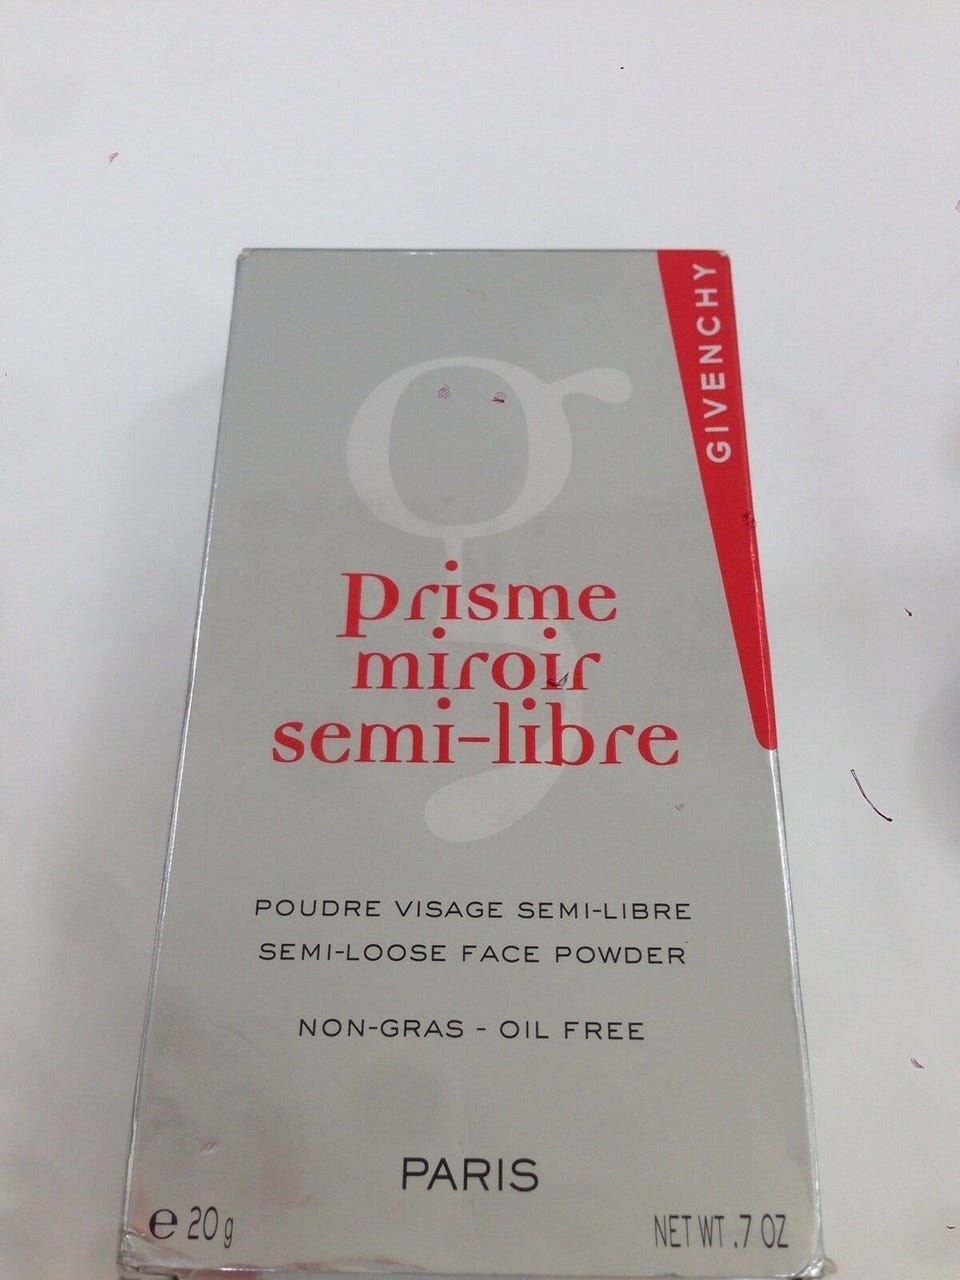 GIVENCHY
g
prisme
miroir
semi-libre
POUDRE VISAGE SEMI-LIBRE
SEMI-LOOSE FACE POWDER
NON-GRAS - OIL FREE
PARIS
e 20 g NET WT .7 OZ